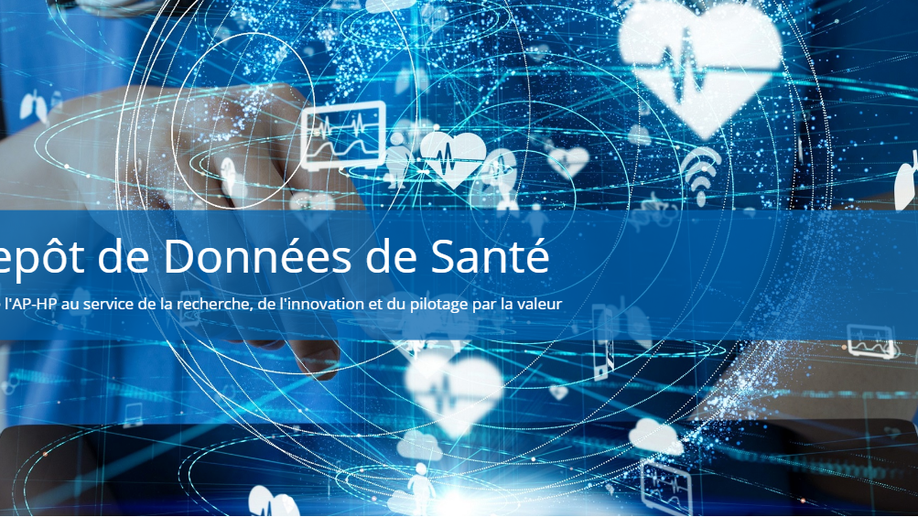 epôt de Données de Santé
l'AP-HP au service de la recherche, de l'innovation et du pilotage par la valeur